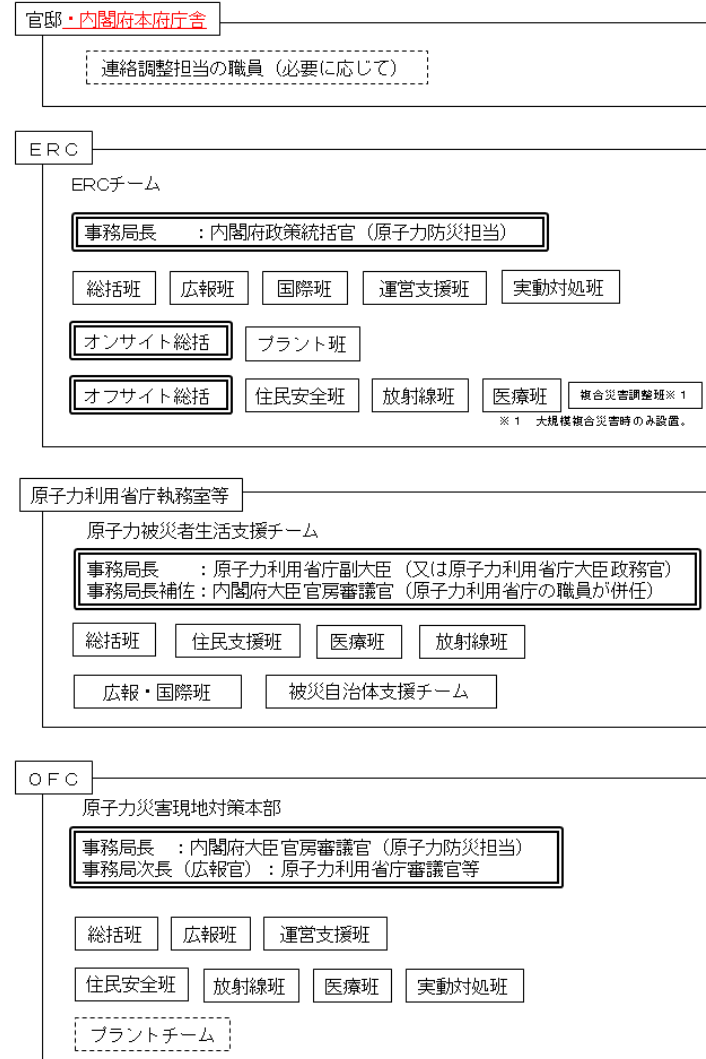 官邸・内閣府本府庁舎
連絡調整担当の職員（必要に応じて）
ＥＲＣ
ERCチーム
事務局長　　：内閣府政策統括官（原子力防災担当）
総括班　広報班　国際班　運営支援班　実動対処班
オンサイト総括　プラント班
オフサイト総括　住民安全班　放射線班　医療班　複合災害調整班※１
※１　大規模複合災害時のみ設置。
原子力利用省庁執務室等
原子力被災者生活支援チーム
事務局長　　：原子力利用省庁副大臣（又は原子力利用省庁大臣政務官）
事務局長補佐：内閣府大臣官房審議官（原子力利用省庁の職員が併任）
総括班　住民支援班　医療班　放射線班
広報・国際班　被災自治体支援チーム
ＯＦＣ
原子力災害現地対策本部
事務局長　：内閣府大臣官房審議官（原子力防災担当）
事務局次長（広報官）：原子力利用省庁審議官等
総括班　広報班　運営支援班
住民安全班　放射線班　医療班　実動対処班
プラントチーム